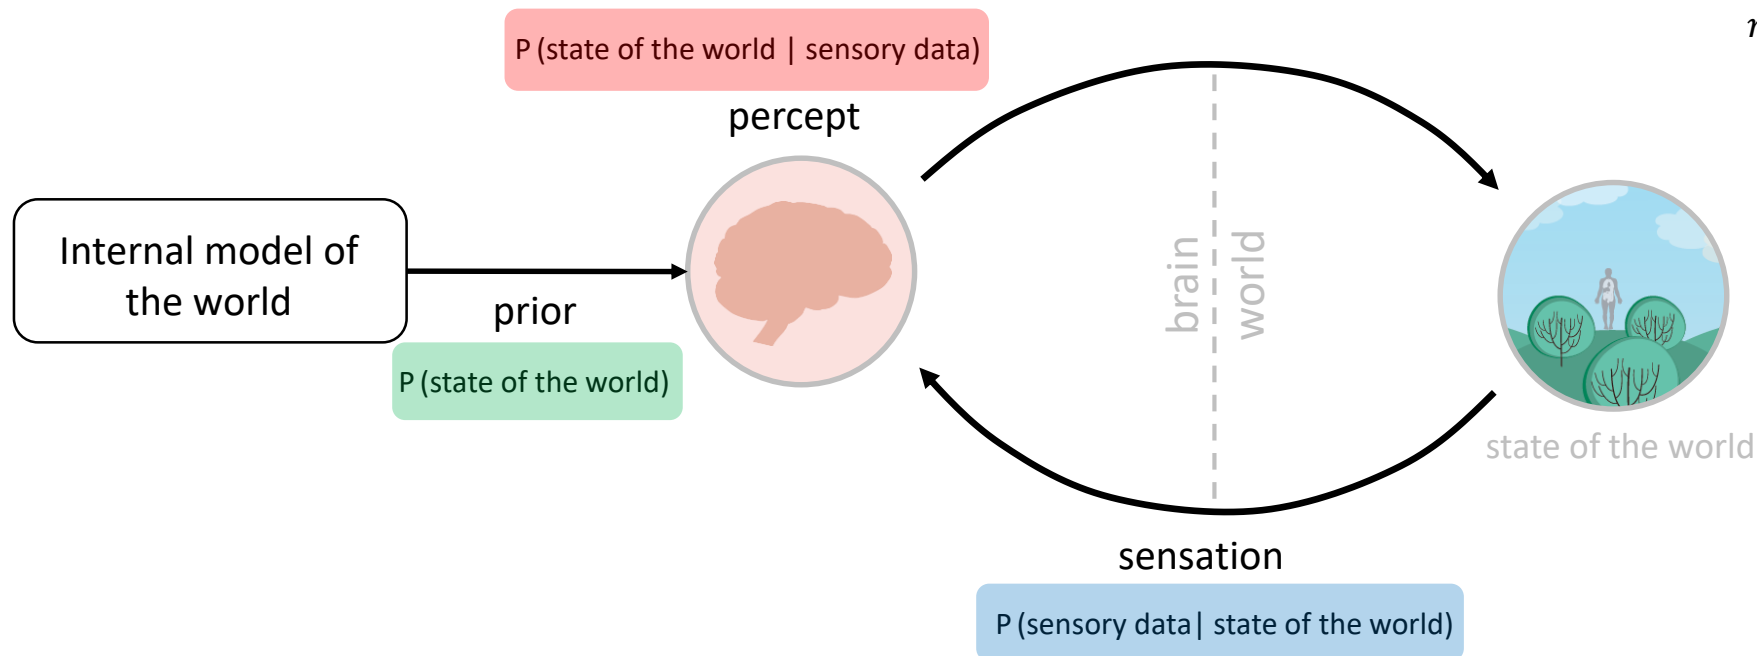 P (state of the world | sensory data)
percept
Internal model of
the world
prior
P (state of the world)
brain
world
state of the world
sensation
P (sensory data| state of the world)